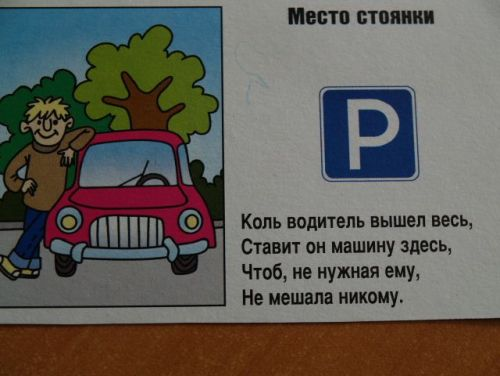 Место стоянки
P
Коль водитель вышел весь,
Ставит он машину здесь,
Чтоб, не нужная ему,
Не мешала никому.